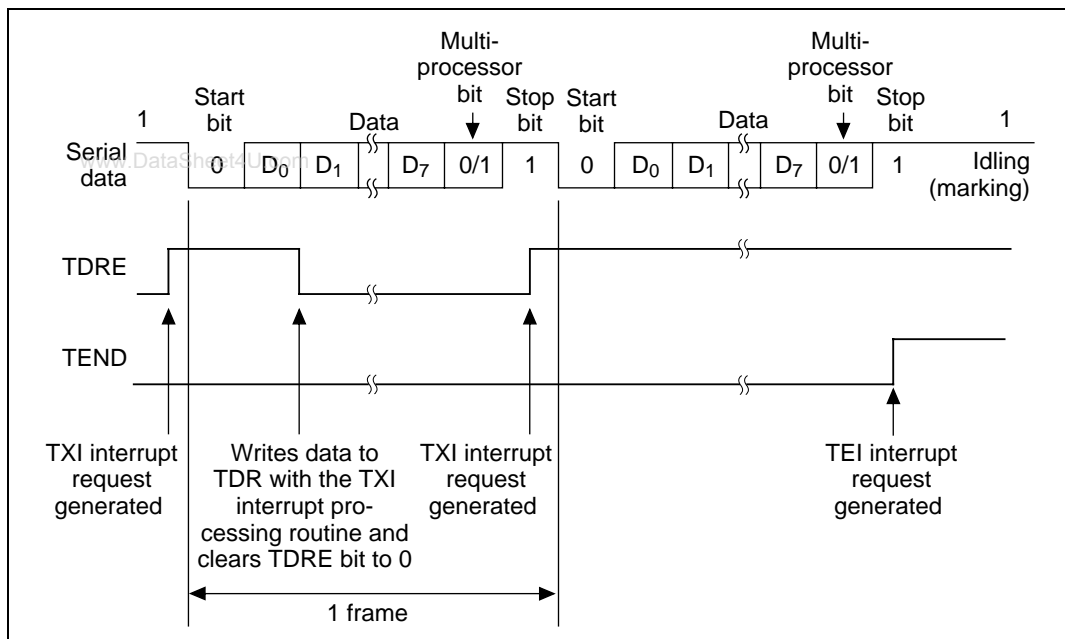 Multi-
processor
bit
Multi-
processor
bit
Start
bit
Data
Stop
bit
Start
bit
Data
Stop
bit
1
1
Serial
data
www.DataSheet4U.com
0 D0 D1 D7 0/1 1 0 D0 D1 D7 0/1 1
Idling
(marking)
TDRE
TEND
TXI interrupt
request
generated
Writes data to
TDR with the TXI
interrupt pro-
cessing routine and
clears TDRE bit to 0
TXI interrupt
request
generated
TEI interrupt
request
generated
1 frame